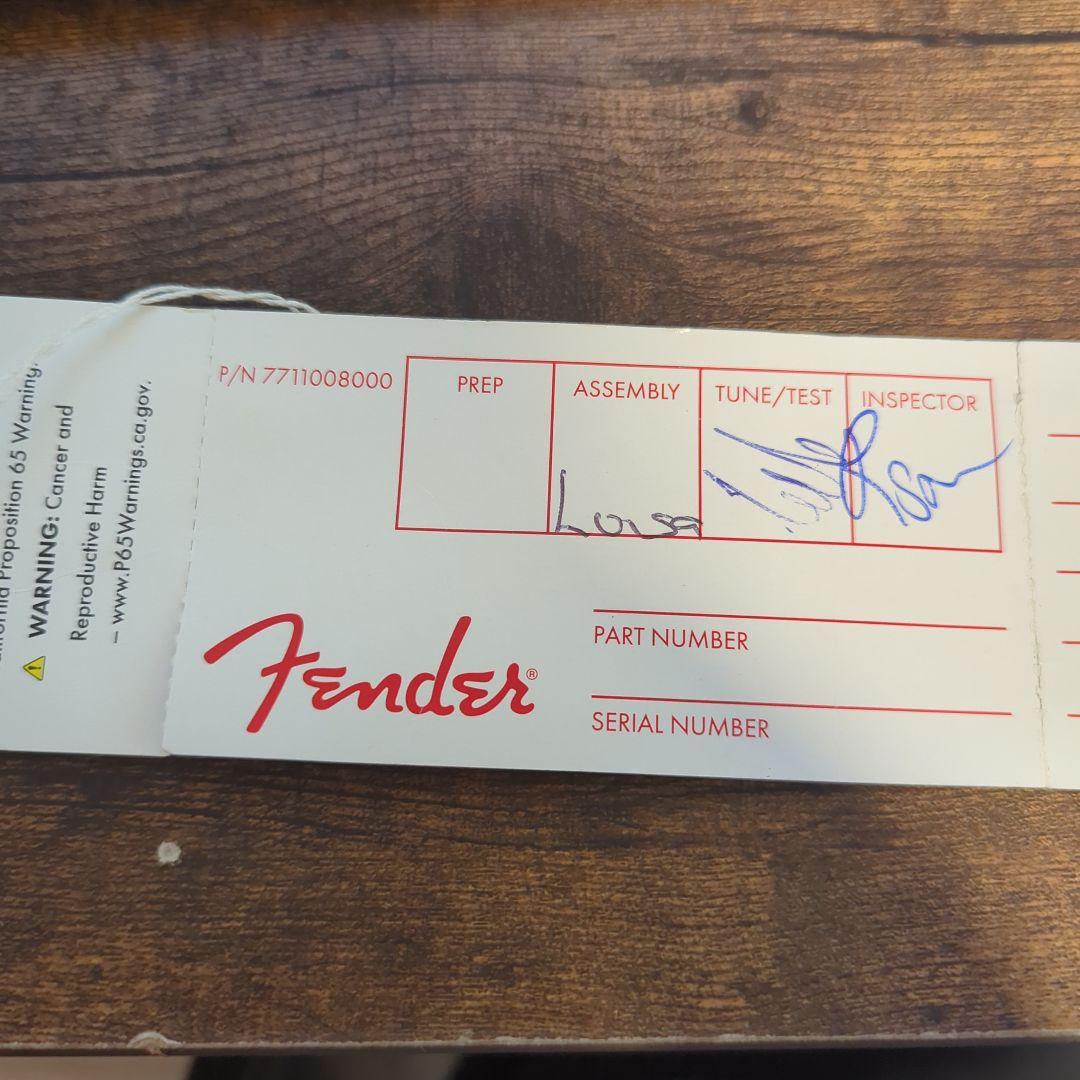 Proposition 65 Warning.
WARNING: Cancer and
Reproductive Harm
– www.P65Warnings.ca.gov.
P/N 7711008000
PREP
ASSEMBLY
TUNE/TEST
INSPECTOR
Louisa
Fender®
PART NUMBER
SERIAL NUMBER